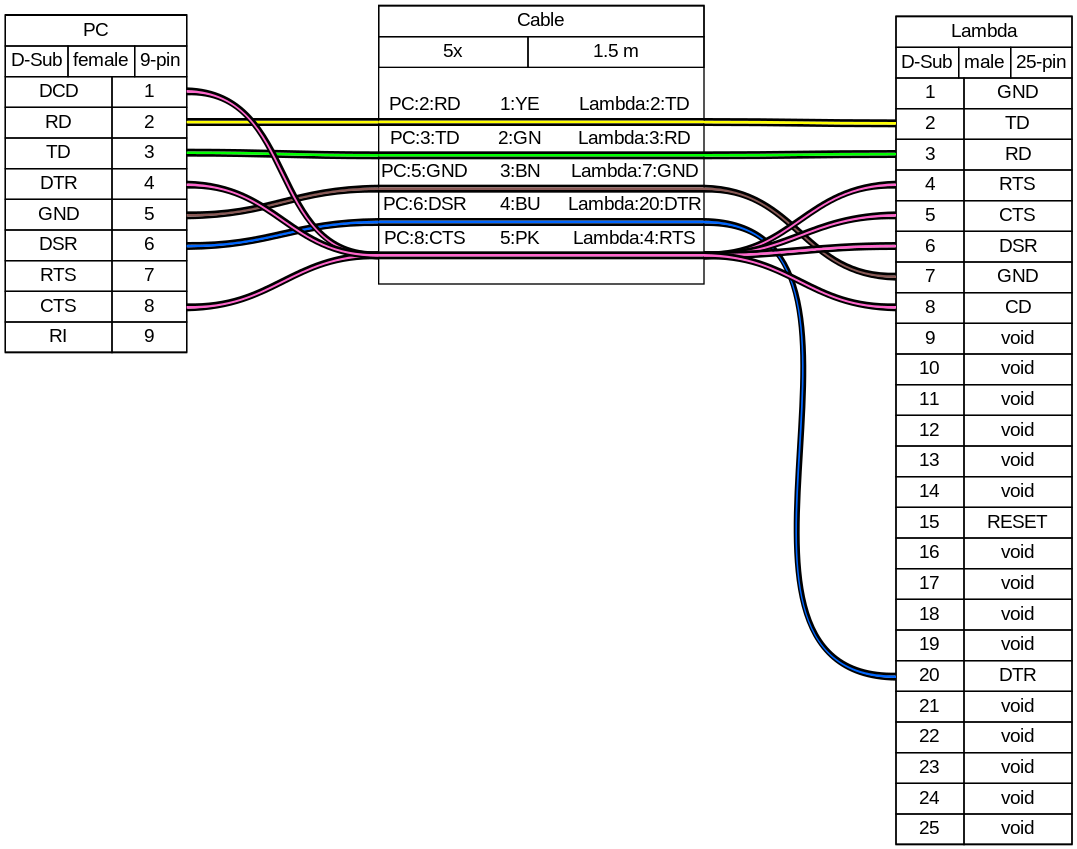 PC
D-Sub female 9-pin
DCD 1
RD 2
TD 3
DTR 4
GND 5
DSR 6
RTS 7
CTS 8
RI 9
Cable
5x 1.5 m
PC:2:RD 1:YE Lambda:2:TD
PC:3:TD 2:GN Lambda:3:RD
PC:5:GND 3:BN Lambda:7:GND
PC:6:DSR 4:BU Lambda:20:DTR
PC:8:CTS 5:PK Lambda:4:RTS
Lambda
D-Sub male 25-pin
1 GND
2 TD
3 RD
4 RTS
5 CTS
6 DSR
7 GND
8 CD
9 void
10 void
11 void
12 void
13 void
14 void
15 RESET
16 void
17 void
18 void
19 void
20 DTR
21 void
22 void
23 void
24 void
25 void